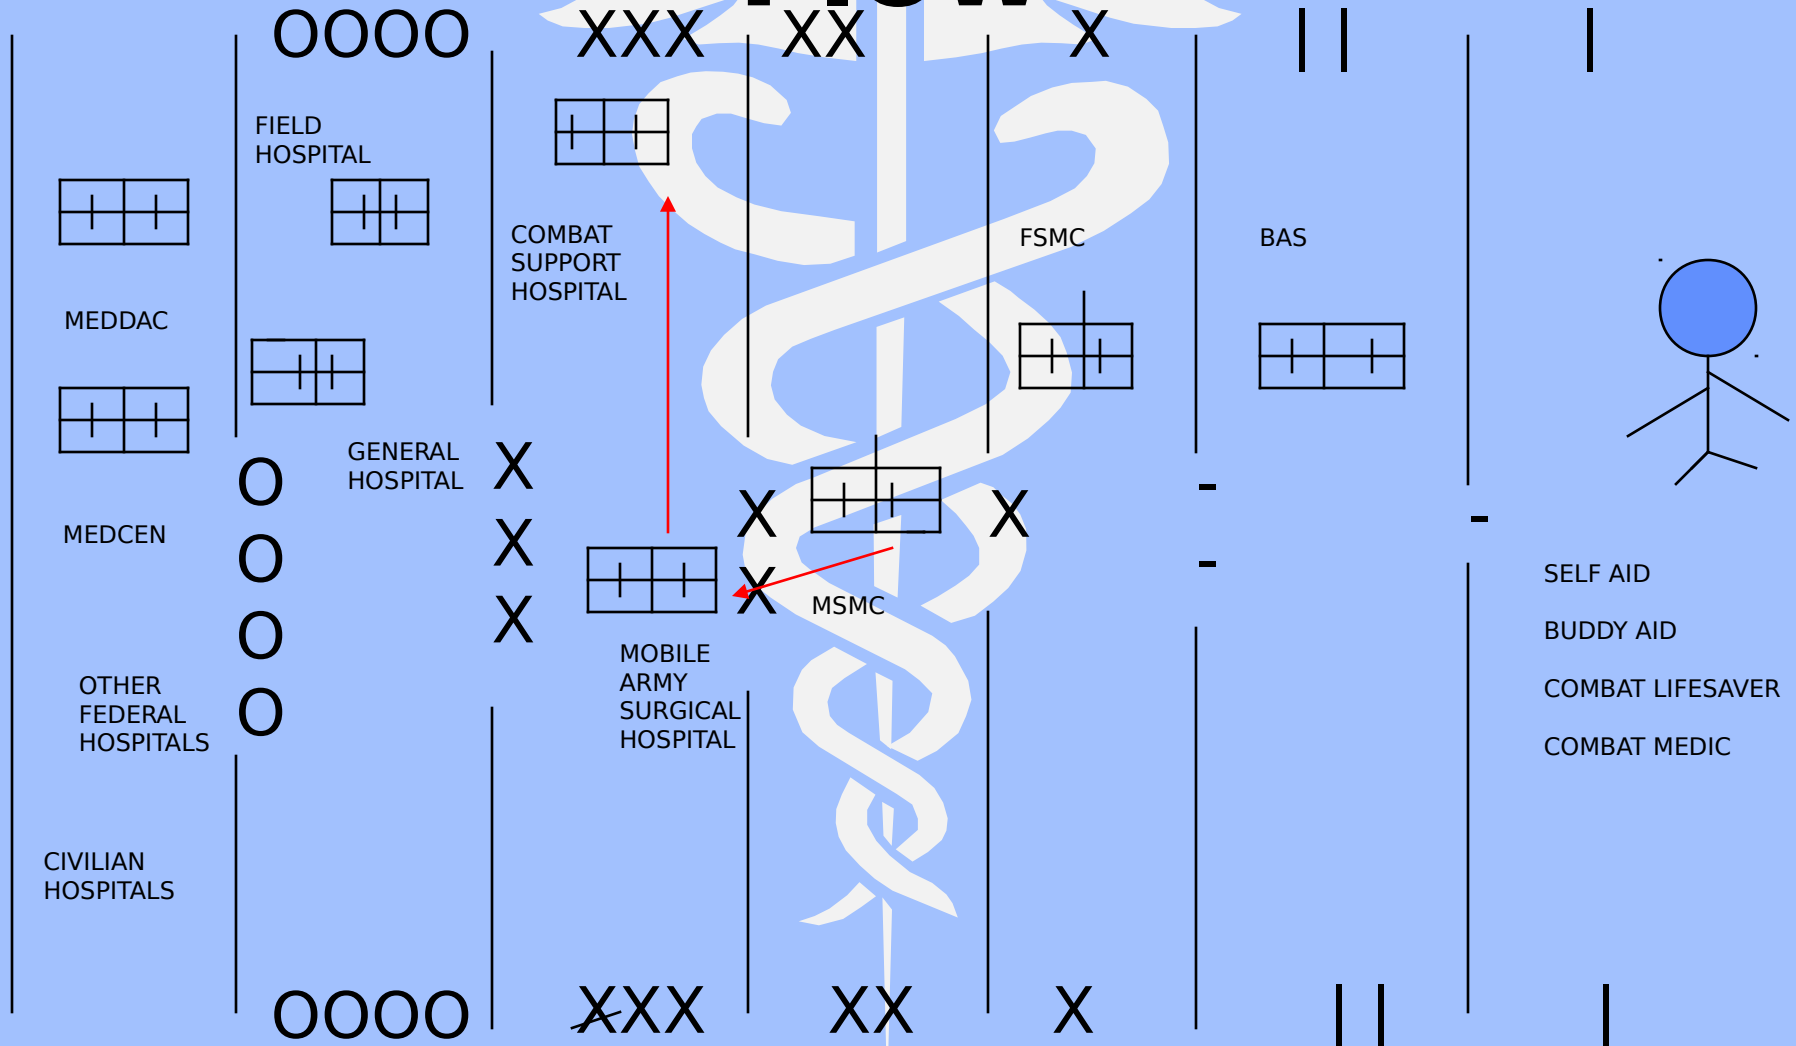 OOOO
XXX
XX
X
| |
|
FIELD
HOSPITAL
COMBAT
SUPPORT
HOSPITAL
FSMC
BAS
MEDDAC
GENERAL
HOSPITAL
MEDCEN
O
O
O
O
X
X
X
X
X
X
-
-
-
MSMC
MOBILE
ARMY
SURGICAL
HOSPITAL
SELF AID
BUDDY AID
COMBAT LIFESAVER
COMBAT MEDIC
OTHER
FEDERAL
HOSPITALS
CIVILIAN
HOSPITALS
OOOO
XXX
XX
X
| |
|